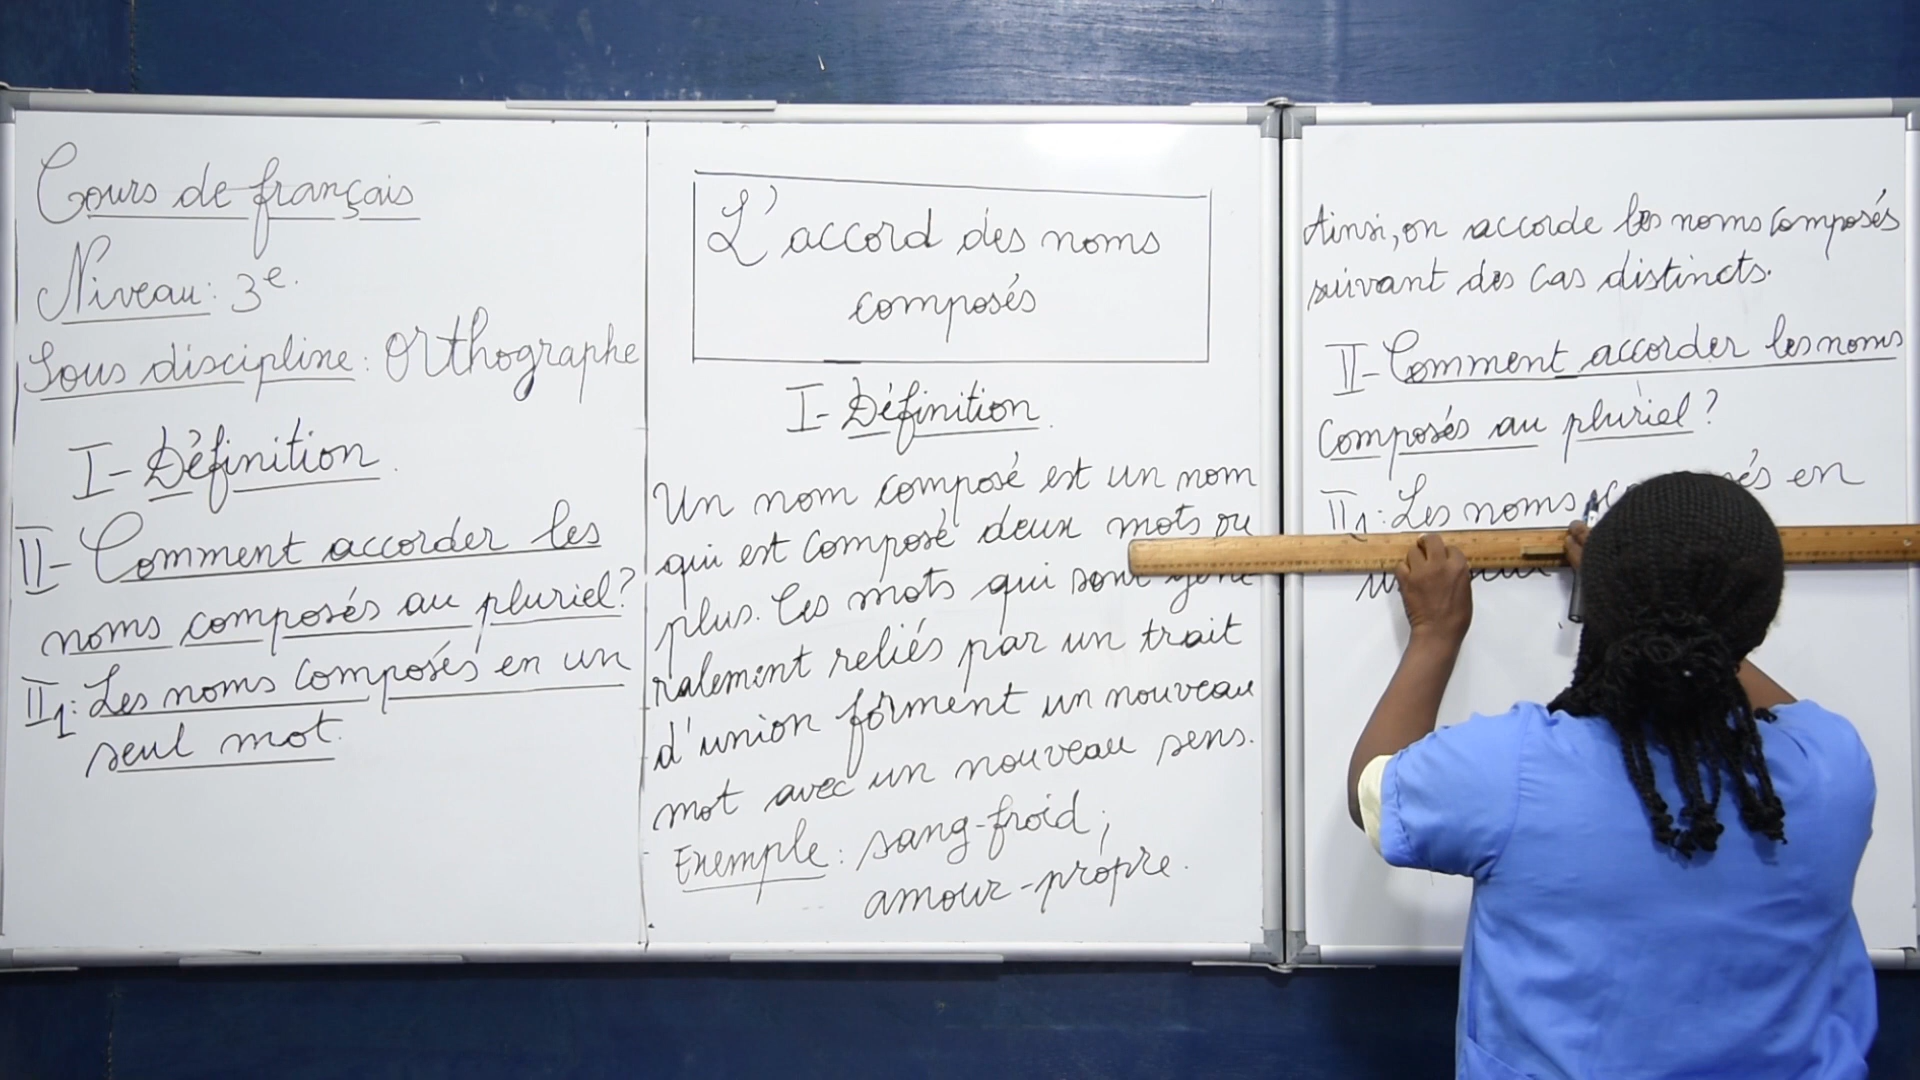 Cours de français
Niveau: 3e.
Sous discipline: Orthographe
I- Définition.
II- Comment accorder les
noms composés au pluriel?
II1: Les noms composés en un
seul mot.
L'accord des noms
composés
I- Définition.
Un nom composé est un nom
qui est composé deux mots ou
plus. Ces mots qui sont géné
ralement reliés par un trait
d'union forment un nouveau
mot avec un nouveau sens.
Exemple: sang-froid;
amour-propre.
Ainsi, on accorde les noms composés
suivant des cas distincts.
II- Comment accorder les noms
composés au pluriel?
II1: Les noms en